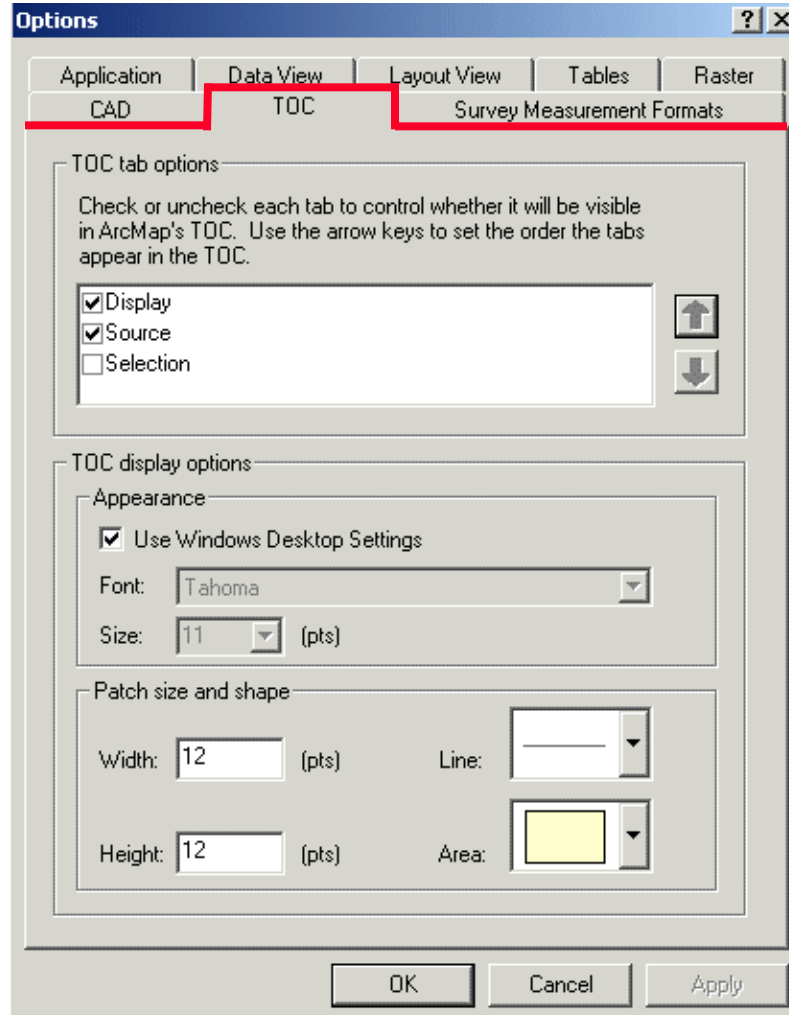 Options
Application Data View Layout View Tables Raster
CAD TOC Survey Measurement Formats
TOC tab options
Check or uncheck each tab to control whether it will be visible
in ArcMap's TOC. Use the arrow keys to set the order the tabs
appear in the TOC.
Display
Source
Selection
TOC display options
Appearance
Use Windows Desktop Settings
Font: Tahoma
Size: 11 (pts)
Patch size and shape
Width: 12 (pts) Line:
Height: 12 (pts) Area:
OK Cancel Apply